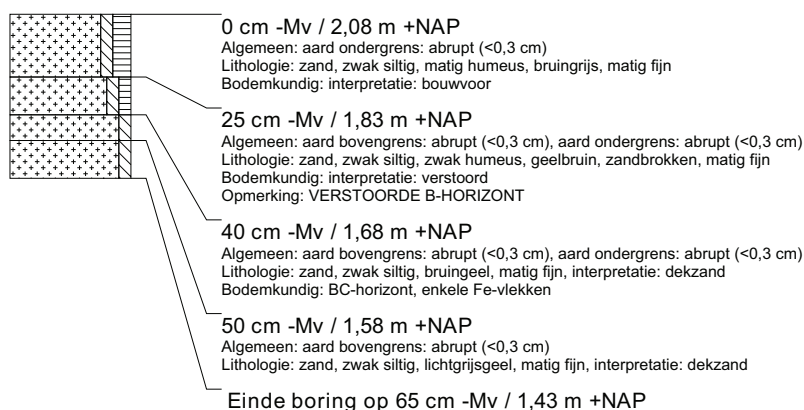 0 cm -Mv / 2,08 m +NAP
Algemeen: aard ondergrens: abrupt (<0,3 cm)
Lithologie: zand, zwak siltig, matig humeus, bruingrijs, matig fijn
Bodemkundig: interpretatie: bouwvoor
25 cm -Mv / 1,83 m +NAP
Algemeen: aard bovengrens: abrupt (<0,3 cm), aard ondergrens: abrupt (<0,3 cm)
Lithologie: zand, zwak siltig, zwak humeus, geelbruin, zandbrokken, matig fijn
Bodemkundig: interpretatie: verstoord
Opmerking: VERSTOORDE B-HORIZONT
40 cm -Mv / 1,68 m +NAP
Algemeen: aard bovengrens: abrupt (<0,3 cm), aard ondergrens: abrupt (<0,3 cm)
Lithologie: zand, zwak siltig, bruingeel, matig fijn, interpretatie: dekzand
Bodemkundig: BC-horizont, enkele Fe-vlekken
50 cm -Mv / 1,58 m +NAP
Algemeen: aard bovengrens: abrupt (<0,3 cm)
Lithologie: zand, zwak siltig, lichtgrijsgeel, matig fijn, interpretatie: dekzand
Einde boring op 65 cm -Mv / 1,43 m +NAP